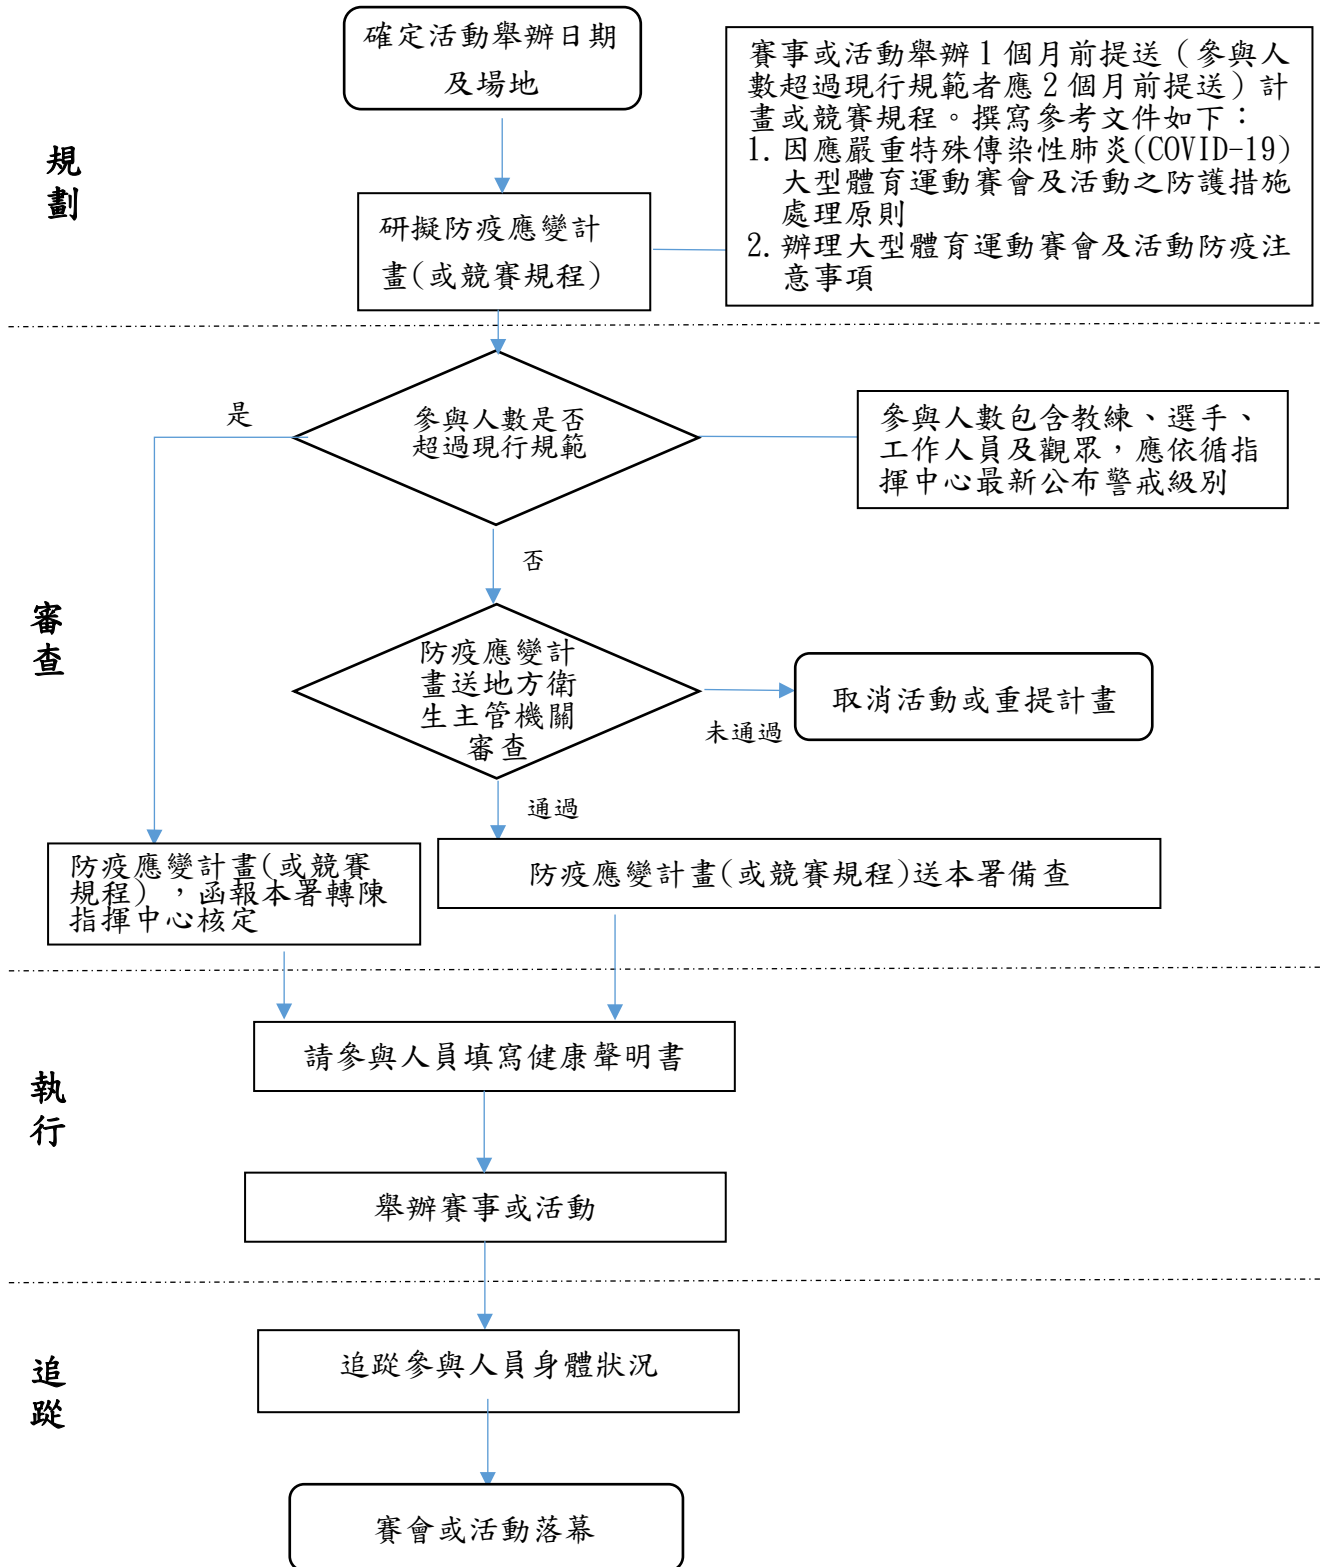 確定活動舉辦日期
及場地
賽事或活動舉辦1個月前提送(參與人
數超過現行規範者應2個月前提送)計
畫或競賽規程。撰寫參考文件如下:
1. 因應嚴重特殊傳染性肺炎(COVID-19)
大型體育運動賽會及活動之防護措施
處理原則
2. 辦理大型體育運動賽會及活動防疫注
意事項
規
劃
研擬防疫應變計
畫(或競賽規程)
參與人數是否
超過現行規範
是
參與人數包含教練、選手、
工作人員及觀眾,應依循指
揮中心最新公布警戒級別
否
審
查
防疫應變計
畫送地方衛
生主管機關
審查
未通過
取消活動或重提計畫
通過
防疫應變計畫(或競賽
規程),函報本署轉陳
指揮中心核定
防疫應變計畫(或競賽規程)送本署備查
執
行
請參與人員填寫健康聲明書
舉辦賽事或活動
追
蹤
追蹤參與人員身體狀況
賽會或活動落幕